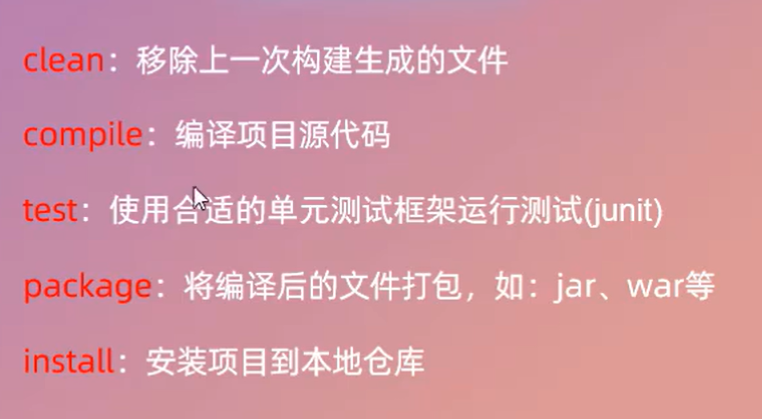 clean：移除上一次构建生成的文件
compile：编译项目源代码
test：使用合适的单元测试框架运行测试(junit)
package：将编译后的文件打包，如：jar、war等
install：安装项目到本地仓库